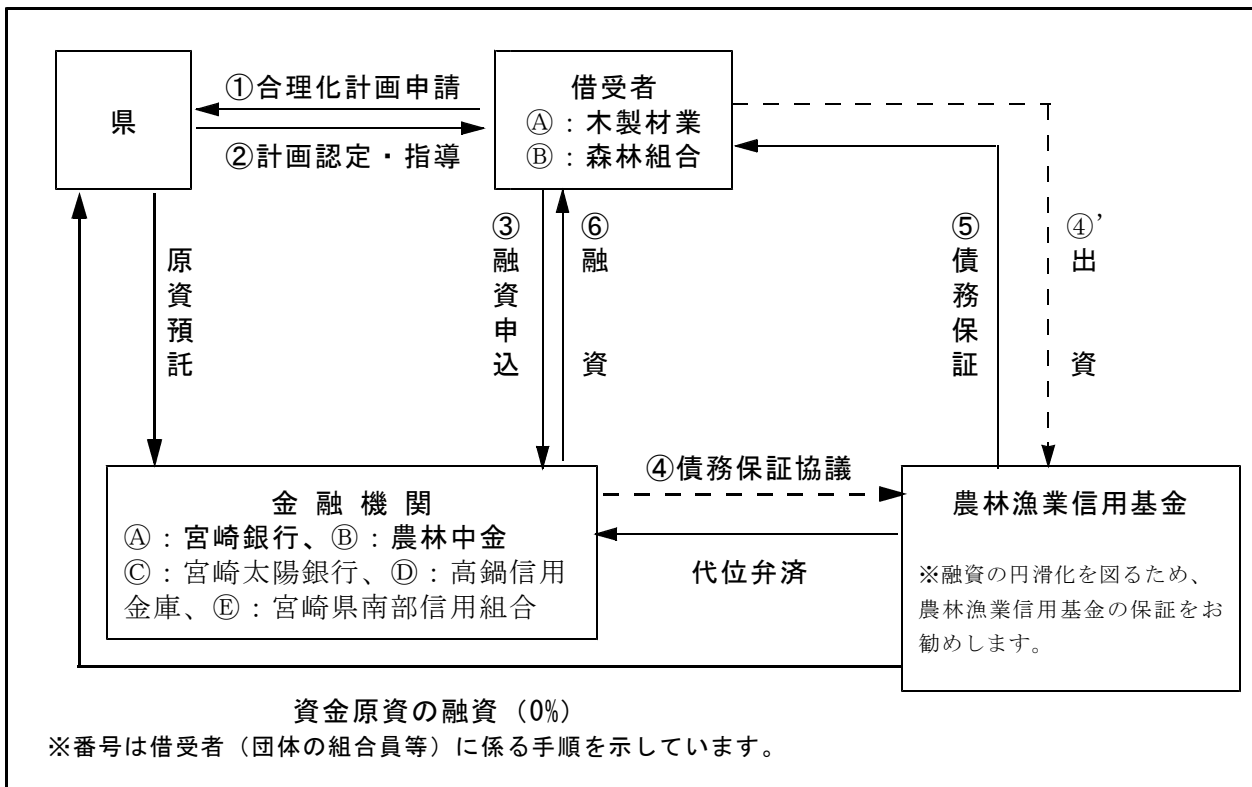 県
①合理化計画申請
②計画認定・指導
借受者
Ⓐ：木製材業
Ⓑ：森林組合
原資預託
③融資申込
⑥融資
⑤債務保証
④’出資
金融機関
Ⓐ：宮崎銀行、Ⓑ：農林中金
Ⓒ：宮崎太陽銀行、Ⓓ：高鍋信用
金庫、Ⓔ：宮崎県南部信用組合
④債務保証協議
代位弁済
農林漁業信用基金
※融資の円滑化を図るため、
農林漁業信用基金の保証をお
勧めします。
資金原資の融資（0%）
※番号は借受者（団体の組合員等）に係る手順を示しています。